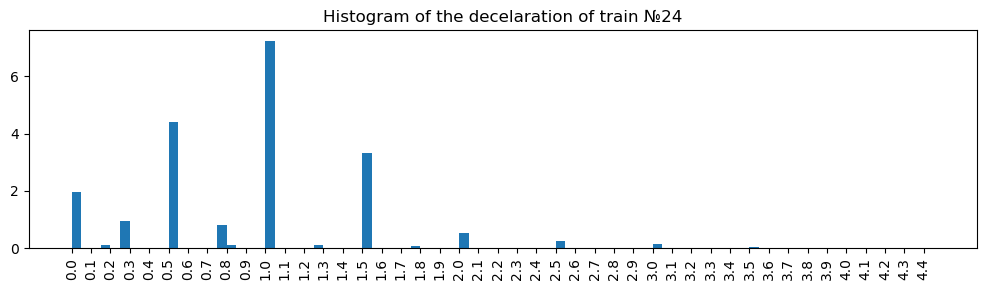 Histogram of the decelaration of train №24
6
4
2
0
0.0 0.1 0.2 0.3 0.4 0.5 0.6 0.7 0.8 0.9 1.0 1.1 1.2 1.3 1.4 1.5 1.6 1.7 1.8 1.9 2.0 2.1 2.2 2.3 2.4 2.5 2.6 2.7 2.8 2.9 3.0 3.1 3.2 3.3 3.4 3.5 3.6 3.7 3.8 3.9 4.0 4.1 4.2 4.3 4.4